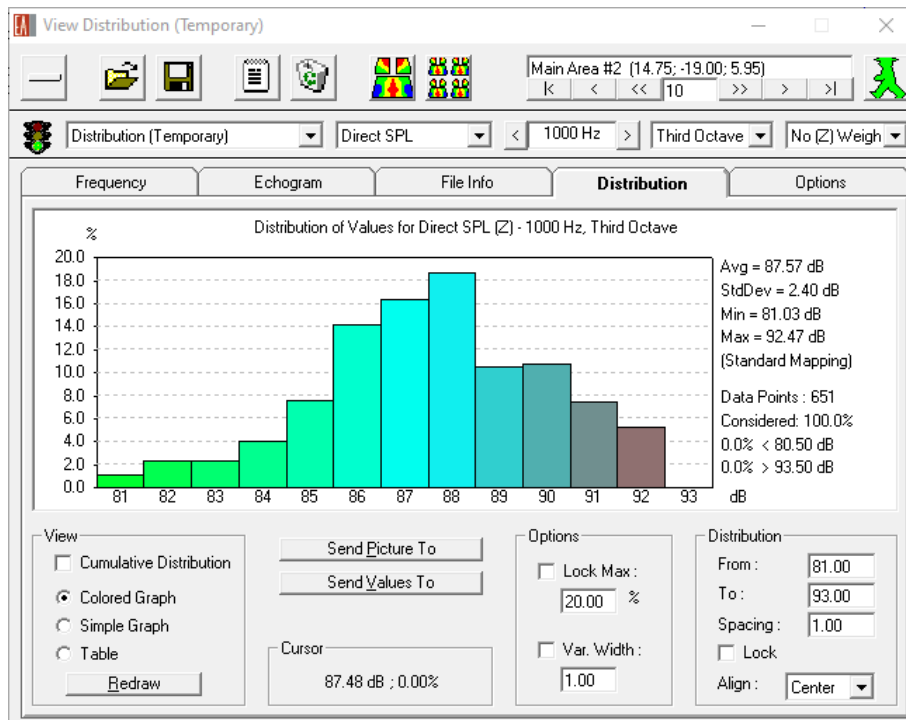 EA View Distribution (Temporary)
Main Area #2 (14.75; -19.00; 5.95)
|< < << 10 >> > >|
Distribution (Temporary) Direct SPL < 1000 Hz > Third Octave No (Z) Weigh
Frequency Echogram File Info Distribution Options
Distribution of Values for Direct SPL (Z) - 1000 Hz, Third Octave
%
20.0
18.0
16.0
14.0
12.0
10.0
8.0
6.0
4.0
2.0
0.0
81 82 83 84 85 86 87 88 89 90 91 92 93 dB
Avg = 87.57 dB
StdDev = 2.40 dB
Min = 81.03 dB
Max = 92.47 dB
(Standard Mapping)
Data Points : 651
Considered: 100.0%
0.0% < 80.50 dB
0.0% > 93.50 dB
View
Cumulative Distribution
Colored Graph
Simple Graph
Table
Redraw
Send Picture To
Send Values To
Cursor
87.48 dB ; 0.00%
Options
Lock Max :
20.00 %
Var. Width :
1.00
Distribution
From : 81.00
To : 93.00
Spacing : 1.00
Lock
Align : Center